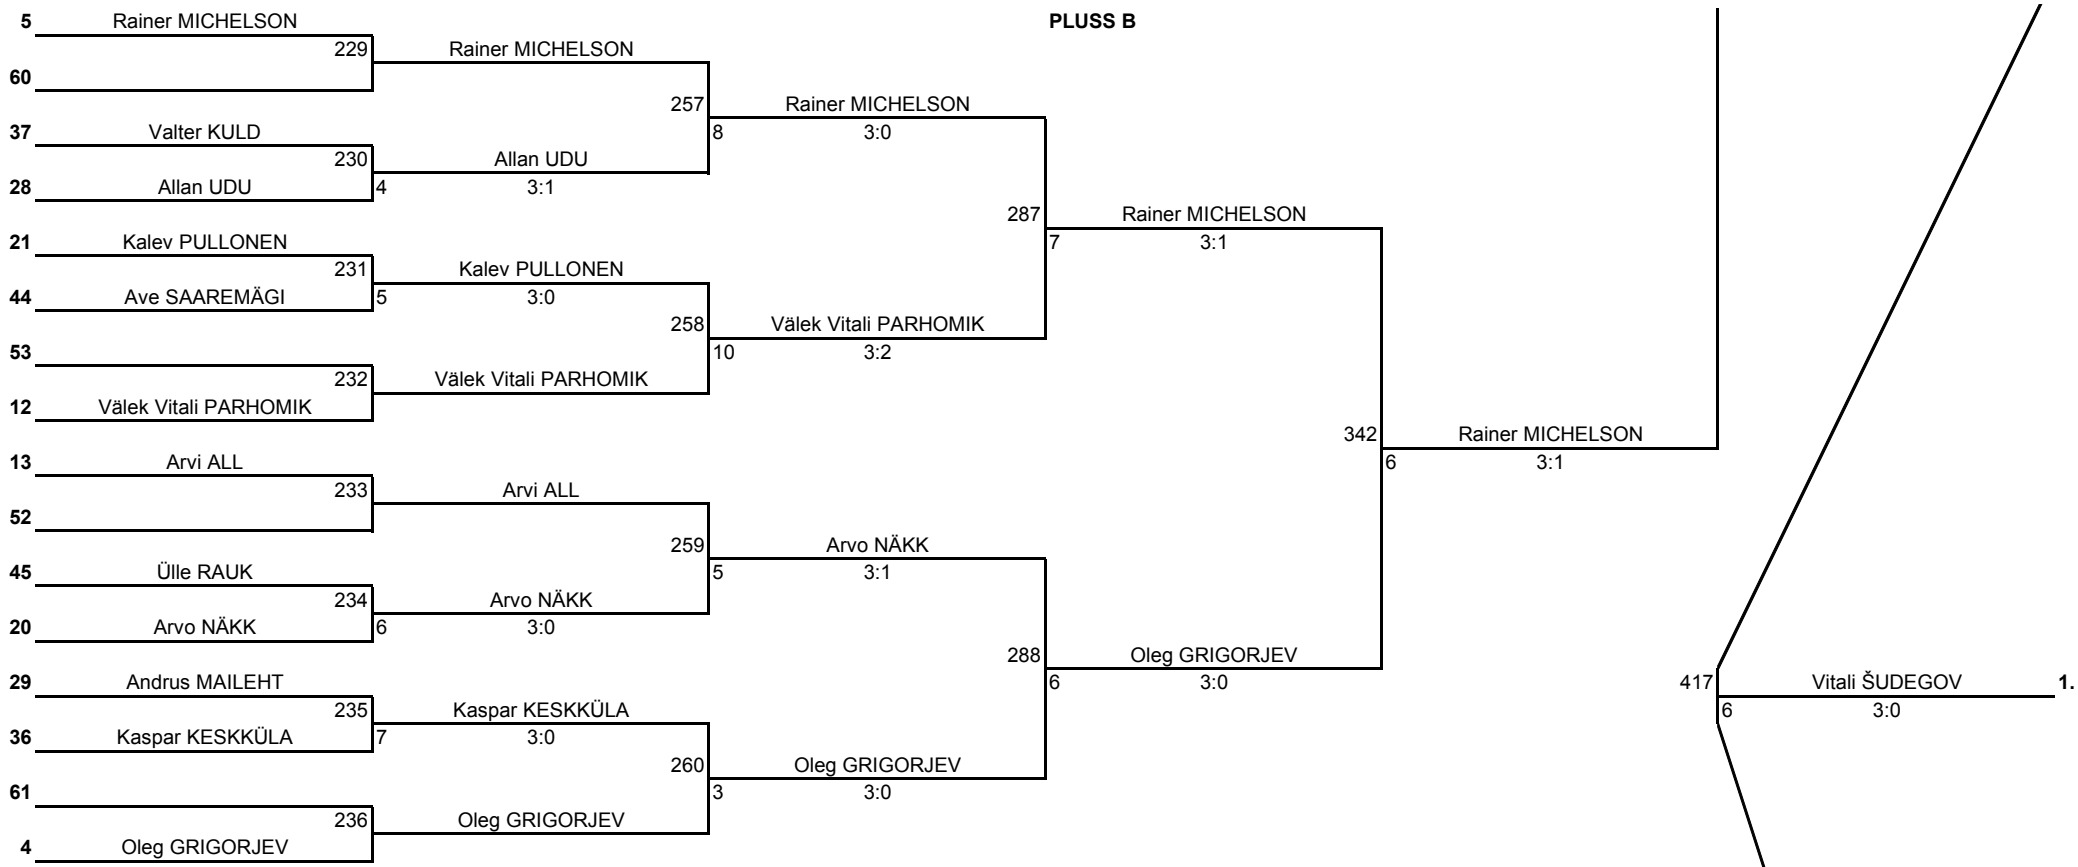 5 Rainer MICHELSON PLUSS B
229 Rainer MICHELSON
60
257 Rainer MICHELSON
37 Valter KULD 8 3:0
230 Allan UDU
28 Allan UDU 4 3:1
287 Rainer MICHELSON
21 Kalev PULLONEN 7 3:1
231 Kalev PULLONEN
44 Ave SAAREMÄGI 5 3:0
258 Välek Vitali PARHOMIK
53 10 3:2
232 Välek Vitali PARHOMIK
12 Välek Vitali PARHOMIK
342 Rainer MICHELSON
13 Arvi ALL 6 3:1
233 Arvi ALL
52
259 Arvo NÄKK
45 Ülle RAUK 5 3:1
234 Arvo NÄKK
20 Arvo NÄKK 6 3:0
288 Oleg GRIGORJEV
29 Andrus MAILEHT 6 3:0 417 Vitali ŠUDEGOV 1.
235 Kaspar KESKKÜLA 6 3:0
36 Kaspar KESKKÜLA 7 3:0
260 Oleg GRIGORJEV
61 3 3:0
236 Oleg GRIGORJEV
4 Oleg GRIGORJEV